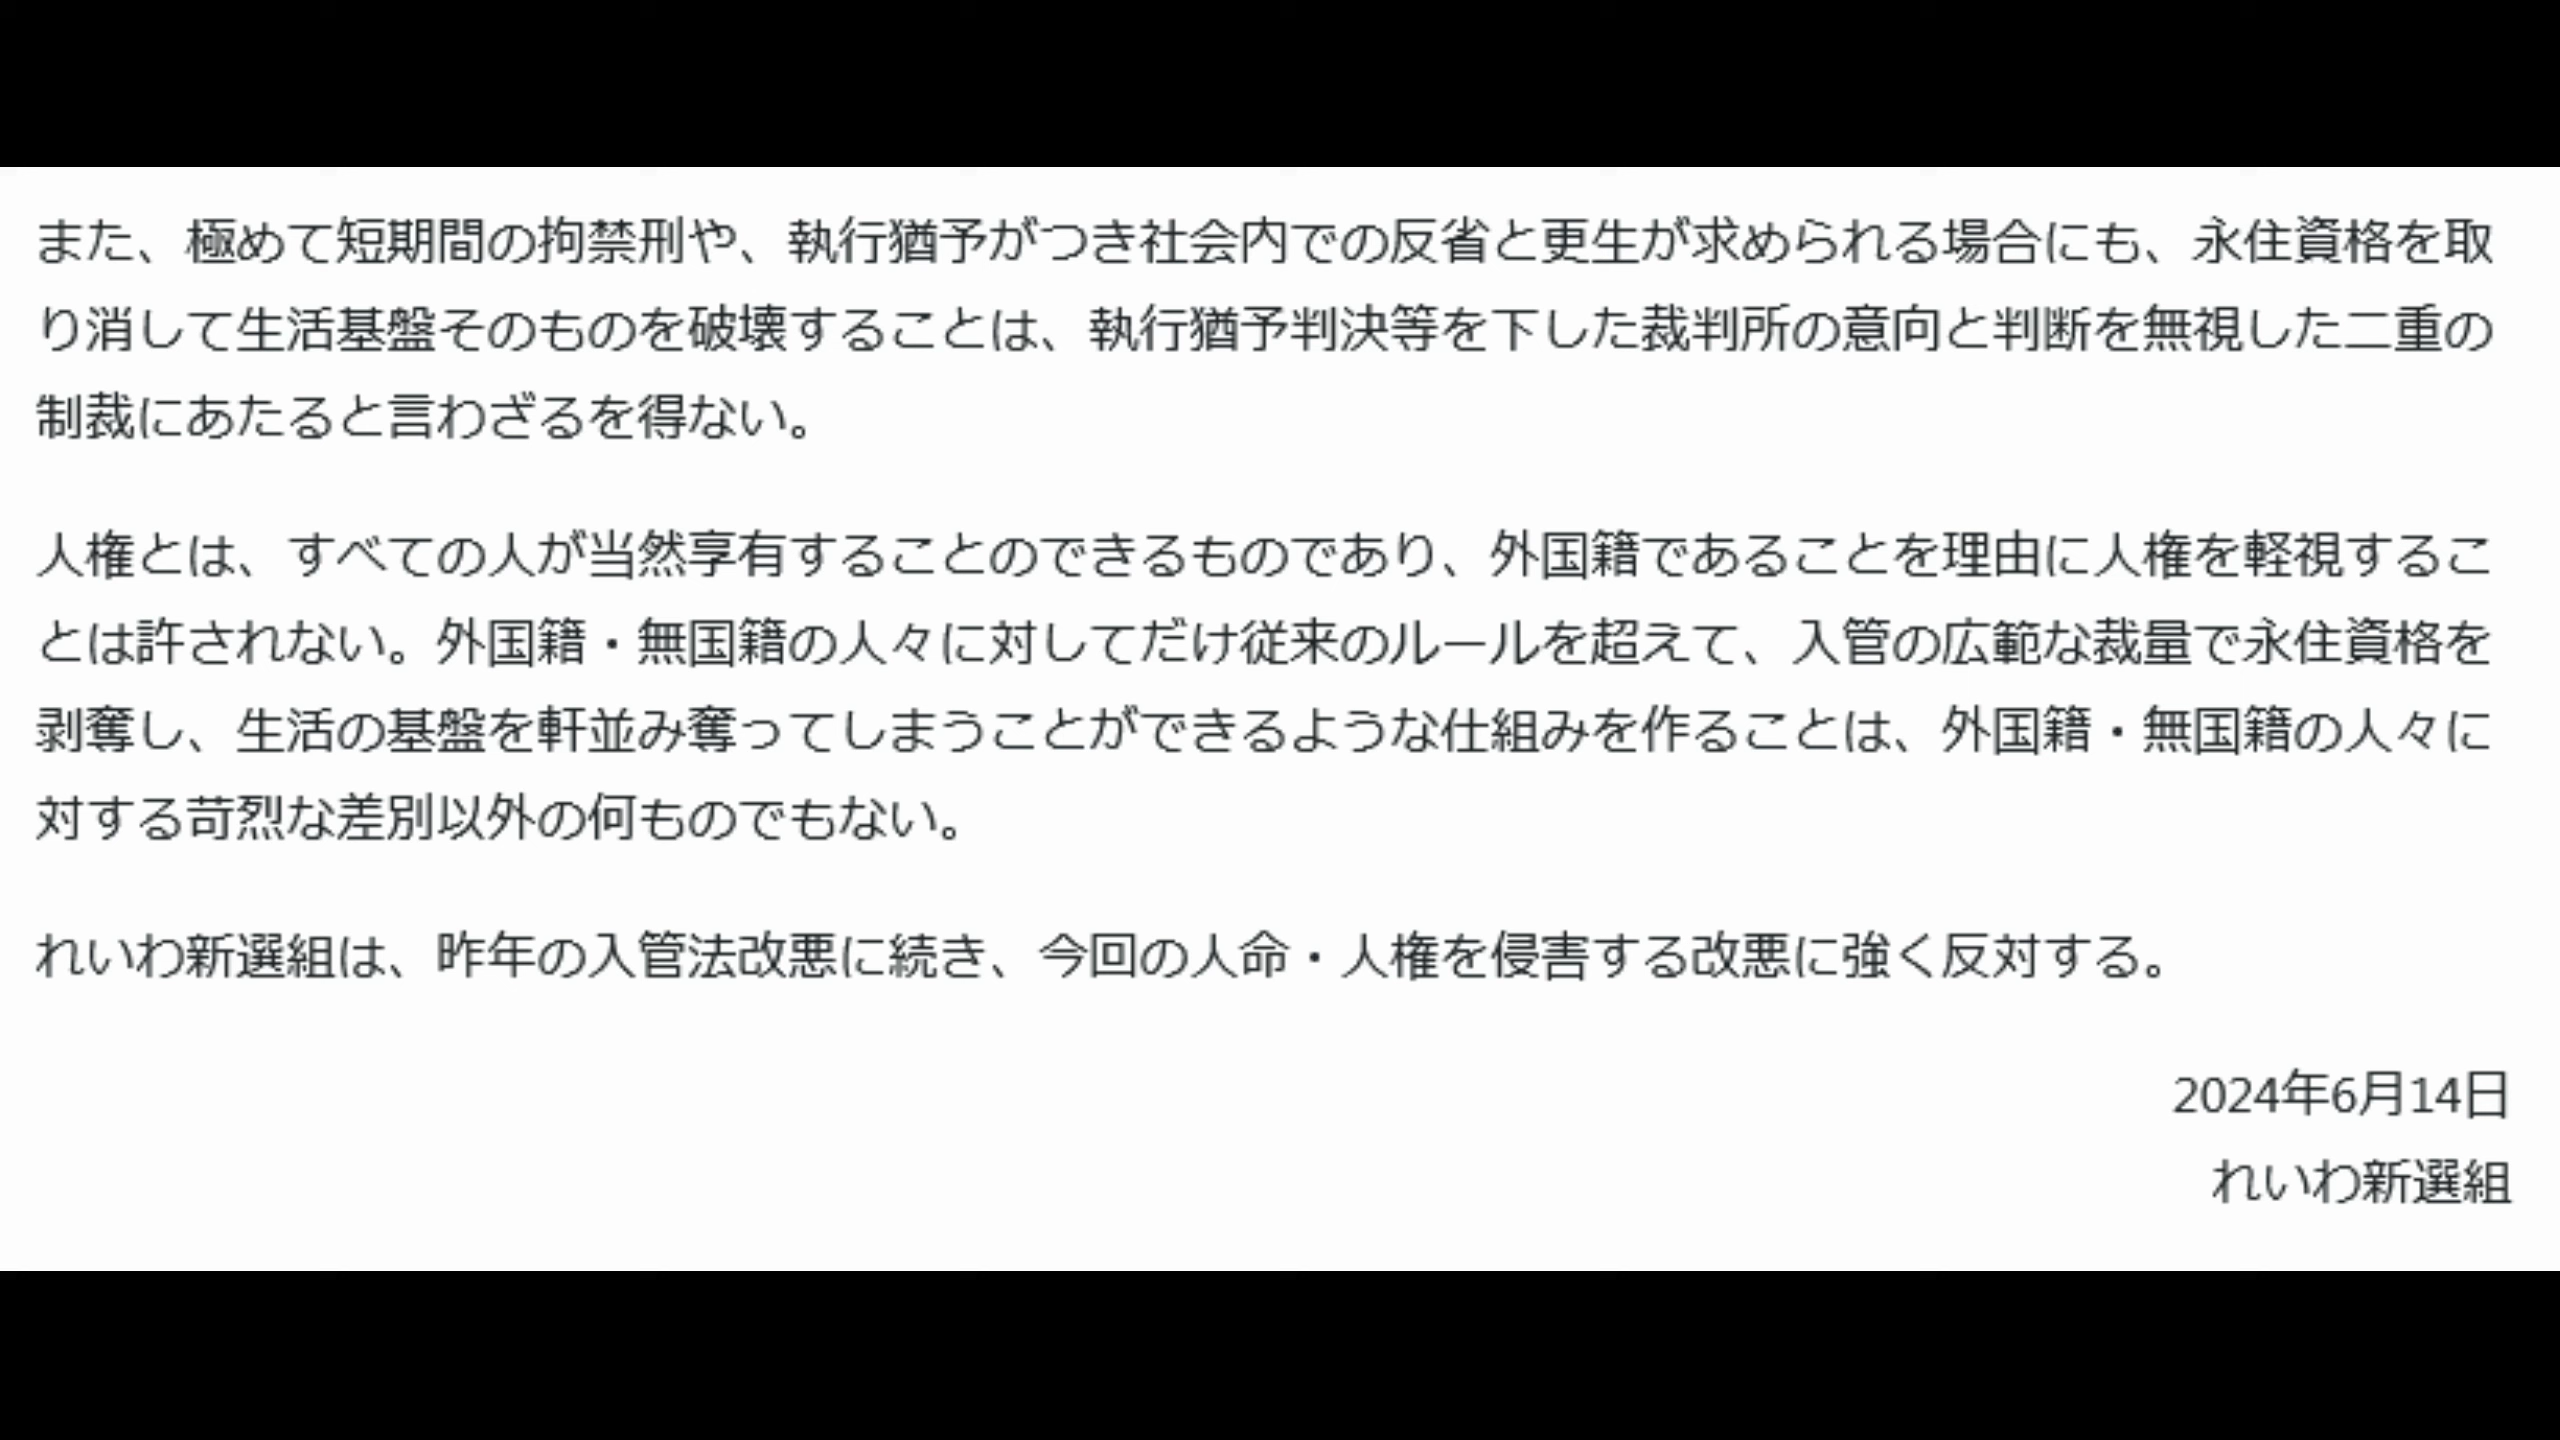 また、極めて短期間の拘禁刑や、執行猶予がつき社会内での反省と更生が求められる場合にも、永住資格を取
り消して生活基盤そのものを破壊することは、執行猶予判決等を下した裁判所の意向と判断を無視した二重の
制裁にあたると言わざるを得ない。
人権とは、すべての人が当然享有することのできるものであり、外国籍であることを理由に人権を軽視するこ
とは許されない。外国籍・無国籍の人々に対してだけ従来のルールを超えて、入管の広範な裁量で永住資格を
剥奪し、生活の基盤を軒並み奪ってしまうことができるような仕組みを作ることは、外国籍・無国籍の人々に
対する苛烈な差別以外の何ものでもない。
れいわ新選組は、昨年の入管法改悪に続き、今回の人命・人権を侵害する改悪に強く反対する。
2024年6月14日
れいわ新選組